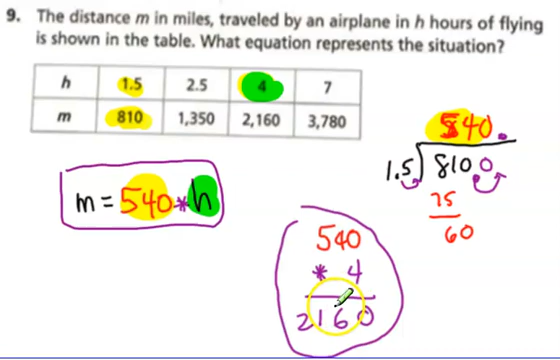 9. The distance m in miles, traveled by an airplane in h hours of flying
is shown in the table. What equation represents the situation?
h 1.5 2.5 4 7
m 810 1,350 2,160 3,780
m = 540 * h
540.
1.5 8100
75
60
540
* 4
2160